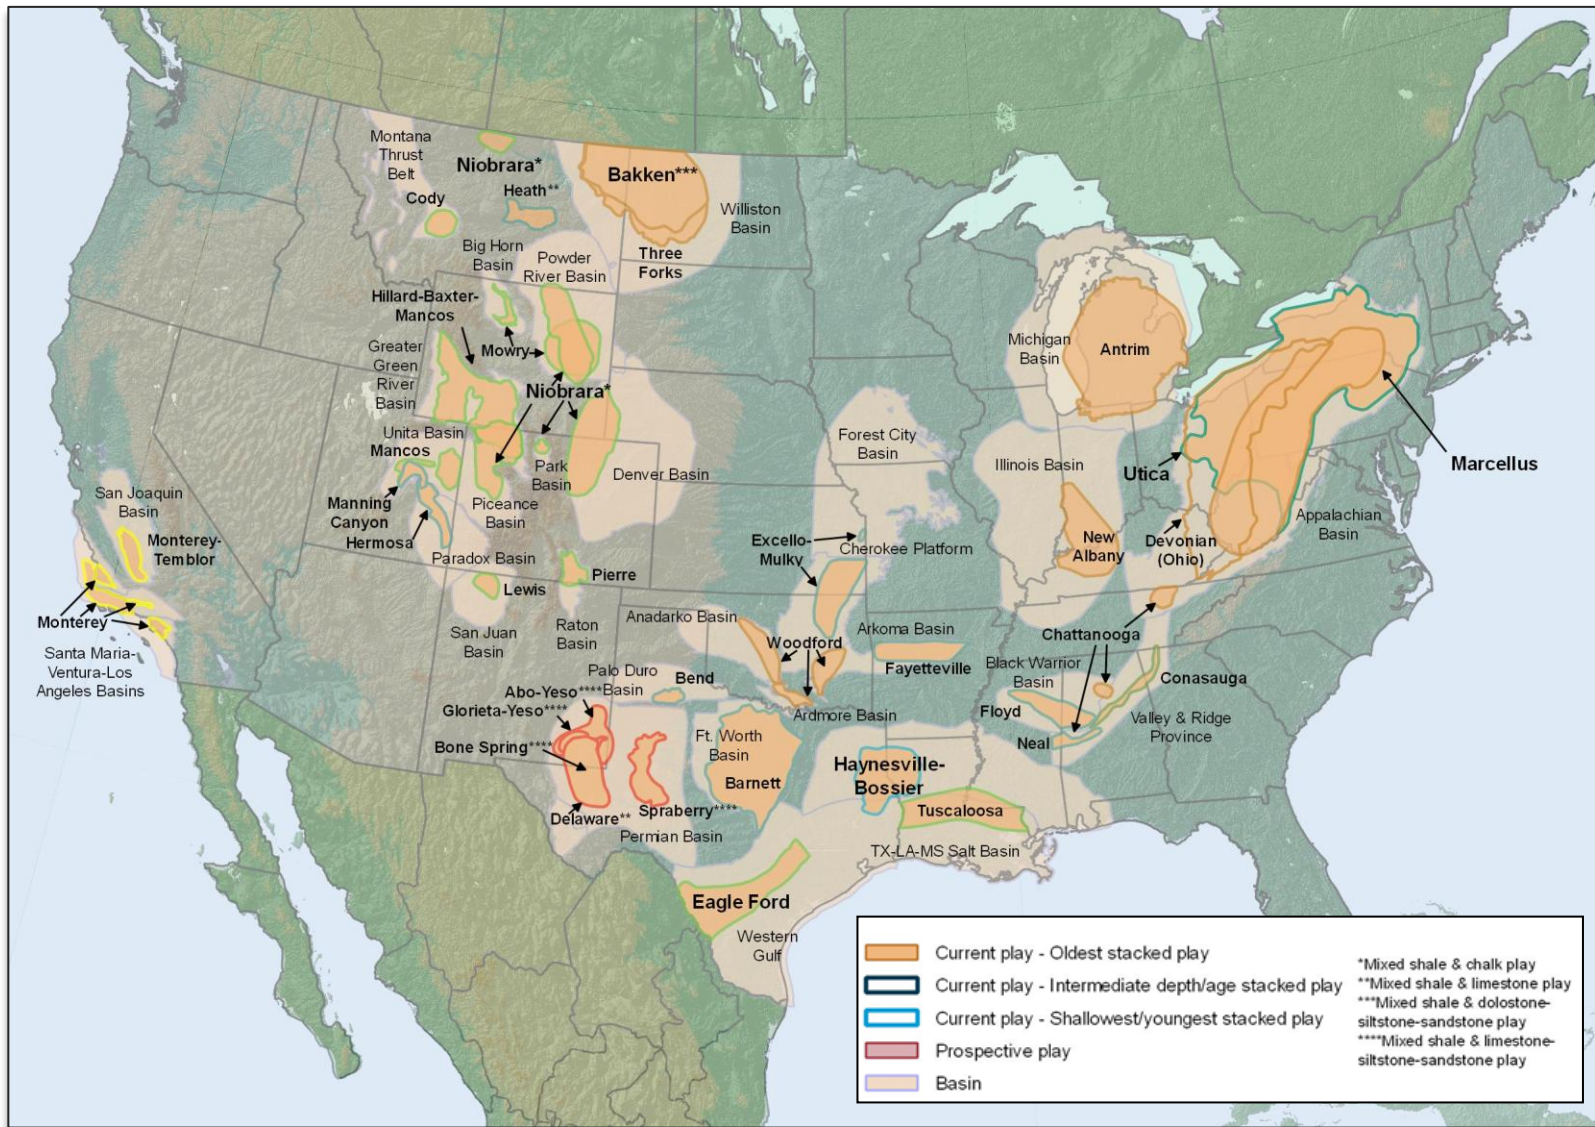 Montana
Thrust
Belt
Niobrara*
Heath**
Cody
Bakken***
Williston
Basin
Three
Forks
Big Horn
Basin
Powder
River Basin
Hillard-Baxter-
Mancos
Mowry
Greater
Green
River
Basin
Niobrara*
Unita Basin
Mancos
Park
Basin
Denver Basin
Manning
Canyon
Hermosa
Piceance
Basin
Paradox Basin
San Joaquin
Basin
Monterey-
Temblor
Monterey
Santa Maria-
Ventura-Los
Angeles Basins
Lewis
Pierre
San Juan
Basin
Raton
Basin
Forest City
Basin
Excello-
Mulky
Cherokee Platform
Michigan
Basin
Antrim
Illinois Basin
New
Albany
Utica
Marcellus
Devonian
(Ohio)
Appalachian
Basin
Anadarko Basin
Woodford
Arkoma Basin
Fayetteville
Chattanooga
Black Warrior
Basin
Conasauga
Floyd
Neal
Valley & Ridge
Province
Palo Duro
Basin
Bend
Abo-Yeso****
Glorieta-Yeso****
Bone Spring****
Delaware**
Spraberry****
Permian Basin
Ardmore Basin
Ft. Worth
Basin
Barnett
Haynesville-
Bossier
Tuscaloosa
TX-LA-MS Salt Basin
Eagle Ford
Western
Gulf
Current play - Oldest stacked play
Current play - Intermediate depth/age stacked play
Current play - Shallowest/youngest stacked play
Prospective play
Basin
*Mixed shale & chalk play
**Mixed shale & limestone play
***Mixed shale & dolostone-
siltstone-sandstone play
****Mixed shale & limestone-
siltstone-sandstone play